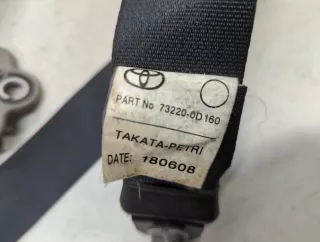 PART No 73220-0D160
TAKATA-PETRI
DATE: 180608